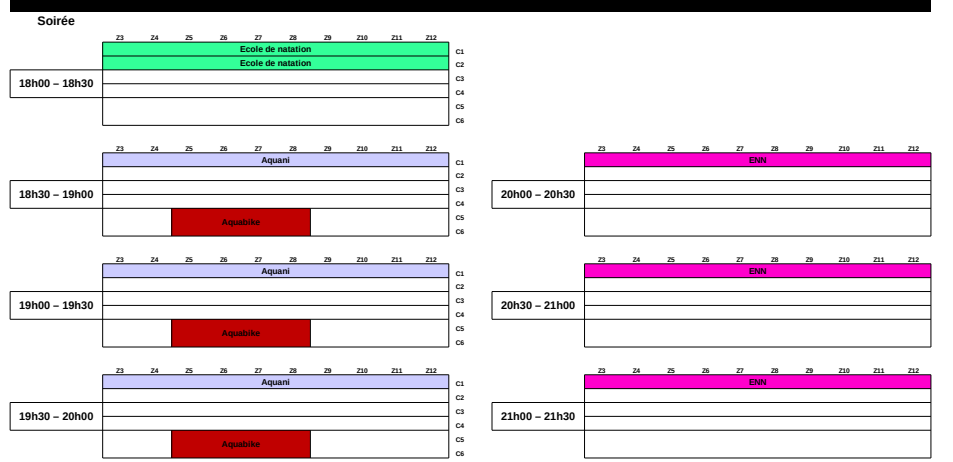 Soirée
Z3 Z4 Z5 Z6 Z7 Z8 Z9 Z10 Z11 Z12
Ecole de natation C1
Ecole de natation C2
18h00 – 18h30 C3
C4
C5
C6
Z3 Z4 Z5 Z6 Z7 Z8 Z9 Z10 Z11 Z12
Aquani C1
C2
18h30 – 19h00 C3
C4
Aquabike C5
C6
Z3 Z4 Z5 Z6 Z7 Z8 Z9 Z10 Z11 Z12
Aquani C1
C2
19h00 – 19h30 C3
C4
Aquabike C5
C6
Z3 Z4 Z5 Z6 Z7 Z8 Z9 Z10 Z11 Z12
Aquani C1
C2
19h30 – 20h00 C3
C4
Aquabike C5
C6
Z3 Z4 Z5 Z6 Z7 Z8 Z9 Z10 Z11 Z12
ENN
20h00 – 20h30
Z3 Z4 Z5 Z6 Z7 Z8 Z9 Z10 Z11 Z12
ENN
20h30 – 21h00
Z3 Z4 Z5 Z6 Z7 Z8 Z9 Z10 Z11 Z12
ENN
21h00 – 21h30